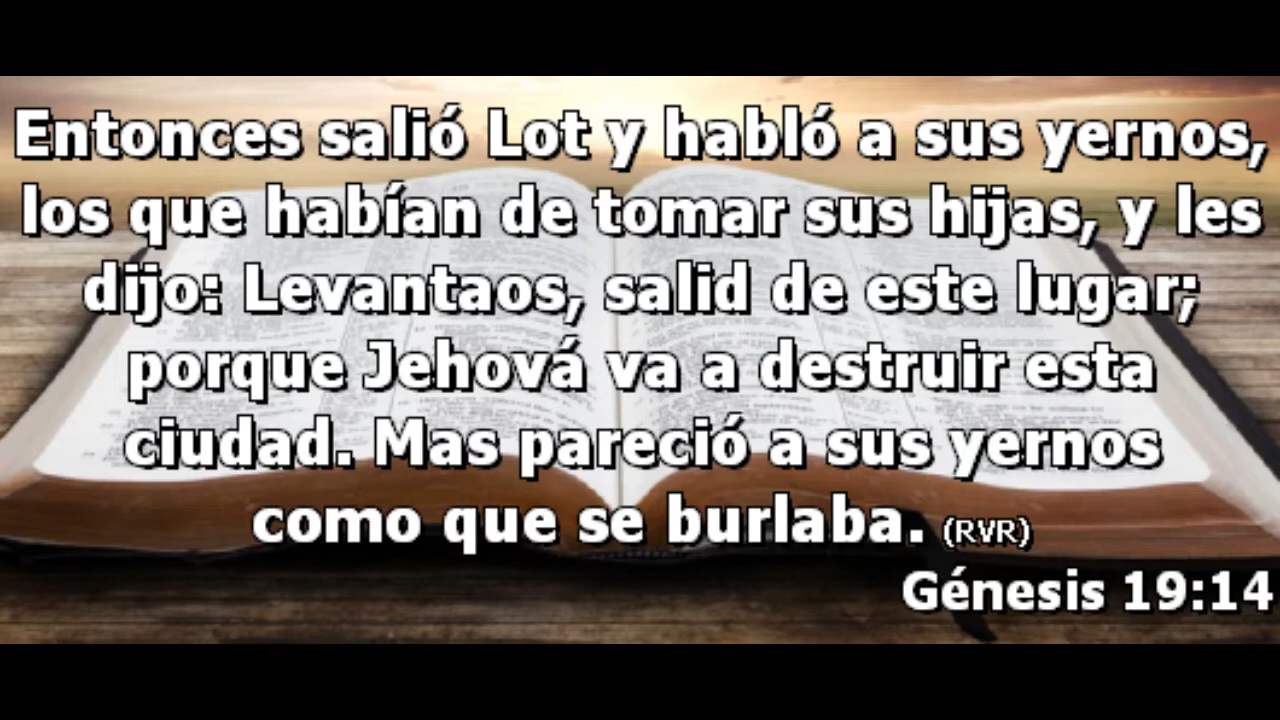 Entonces salió Lot y habló a sus yernos,
los que habían de tomar sus hijas, y les
dijo: Levantaos, salid de este lugar;
porque Jehová va a destruir esta
ciudad. Mas pareció a sus yernos
como que se burlaba. (RVR)
Génesis 19:14